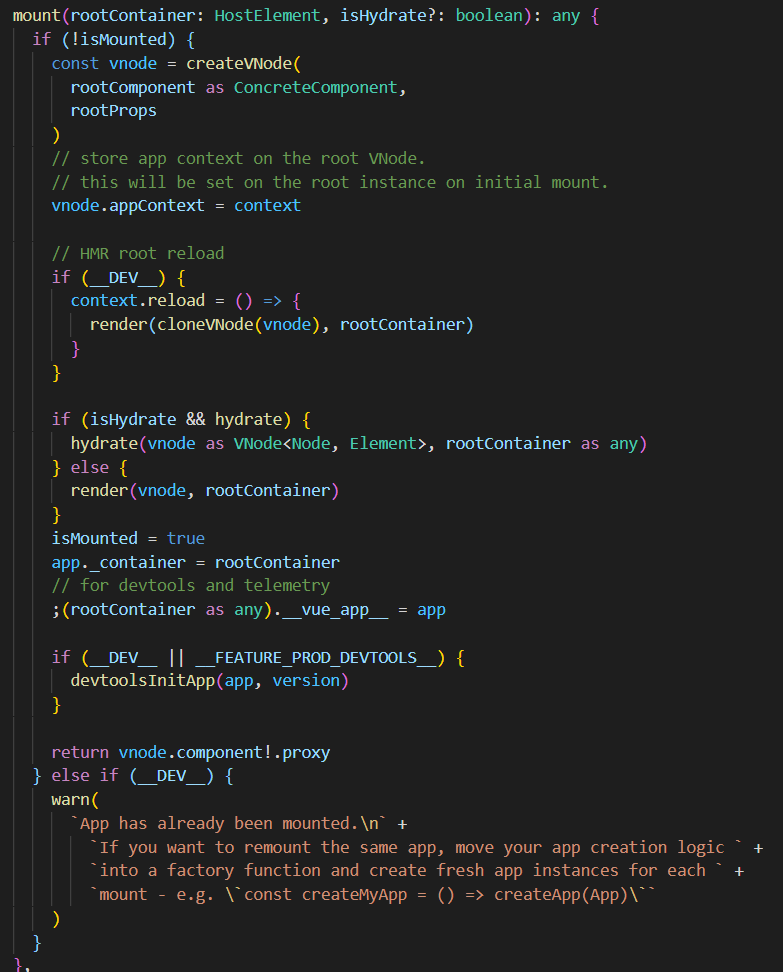 mount(rootContainer: HostElement, isHydrate?: boolean): any {
if (!isMounted) {
const vnode = createVNode(
rootComponent as ConcreteComponent,
rootProps
)
// store app context on the root VNode.
// this will be set on the root instance on initial mount.
vnode.appContext = context
// HMR root reload
if (__DEV__) {
context.reload = () => {
render(cloneVNode(vnode), rootContainer)
}
}
if (isHydrate && hydrate) {
hydrate(vnode as VNode<Node, Element>, rootContainer as any)
} else {
render(vnode, rootContainer)
}
isMounted = true
app._container = rootContainer
// for devtools and telemetry
;(rootContainer as any).__vue_app__ = app
if (__DEV__ || __FEATURE_PROD_DEVTOOLS__) {
devtoolsInitApp(app, version)
}
return vnode.component!.proxy
} else if (__DEV__) {
warn(
`App has already been mounted.\n` +
`If you want to remount the same app, move your app creation logic ` +
`into a factory function and create fresh app instances for each ` +
`mount - e.g. \`const createMyApp = () => createApp(App)\``
)
}
},